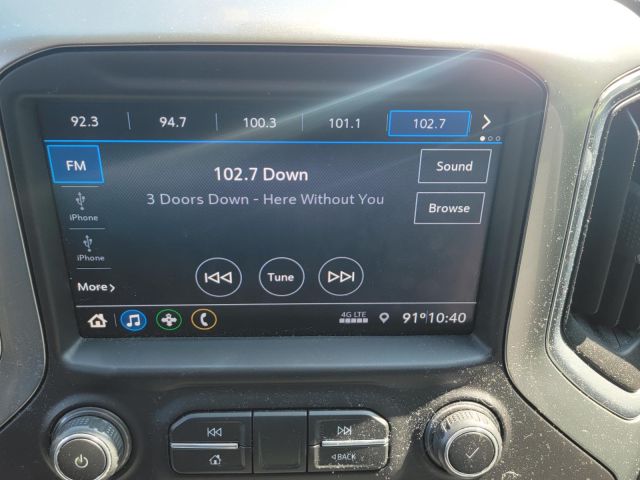 92.3 94.7 100.3 101.1 102.7
FM
102.7 Down
Sound
3 Doors Down - Here Without You
iPhone
Browse
iPhone
Tune
More
4G LTE
91° 10:40
BACK